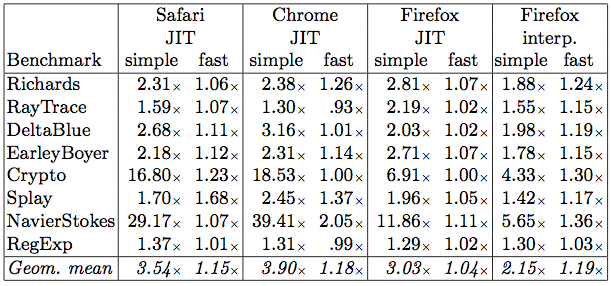 Safari Chrome Firefox Firefox
JIT JIT JIT interp.
Benchmark simple fast simple fast simple fast simple fast
Richards 2.31× 1.06× 2.38× 1.26× 2.81× 1.07× 1.88× 1.24×
RayTrace 1.59× 1.07× 1.30× .93× 2.19× 1.02× 1.55× 1.15×
DeltaBlue 2.68× 1.11× 3.16× 1.01× 2.03× 1.02× 1.98× 1.19×
EarleyBoyer 2.18× 1.12× 2.31× 1.14× 2.71× 1.07× 1.78× 1.15×
Crypto 16.80× 1.23× 18.53× 1.00× 6.91× 1.00× 4.33× 1.30×
Splay 1.70× 1.68× 2.45× 1.37× 1.96× 1.05× 1.42× 1.17×
NavierStokes 29.17× 1.07× 39.41× 2.05× 11.86× 1.11× 5.65× 1.36×
RegExp 1.37× 1.01× 1.31× .99× 1.29× 1.02× 1.30× 1.03×
Geom. mean 3.54× 1.15× 3.90× 1.18× 3.03× 1.04× 2.15× 1.19×